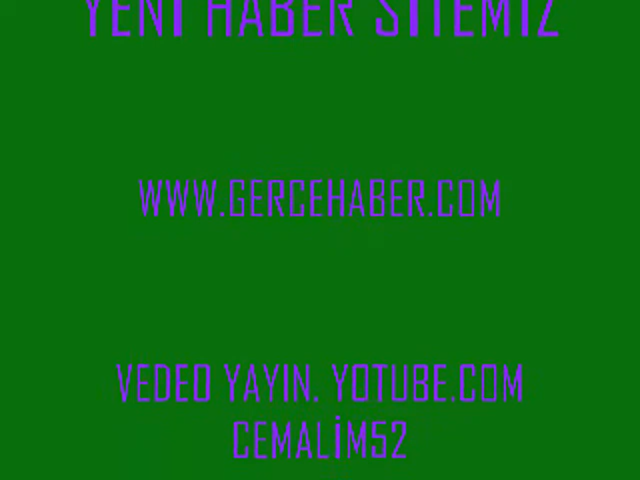 YENİ HABER SİTEMİZ
WWW.GERCEHABER.COM
VEDEO YAYIN. YOTUBE.COM
CEMALİM52